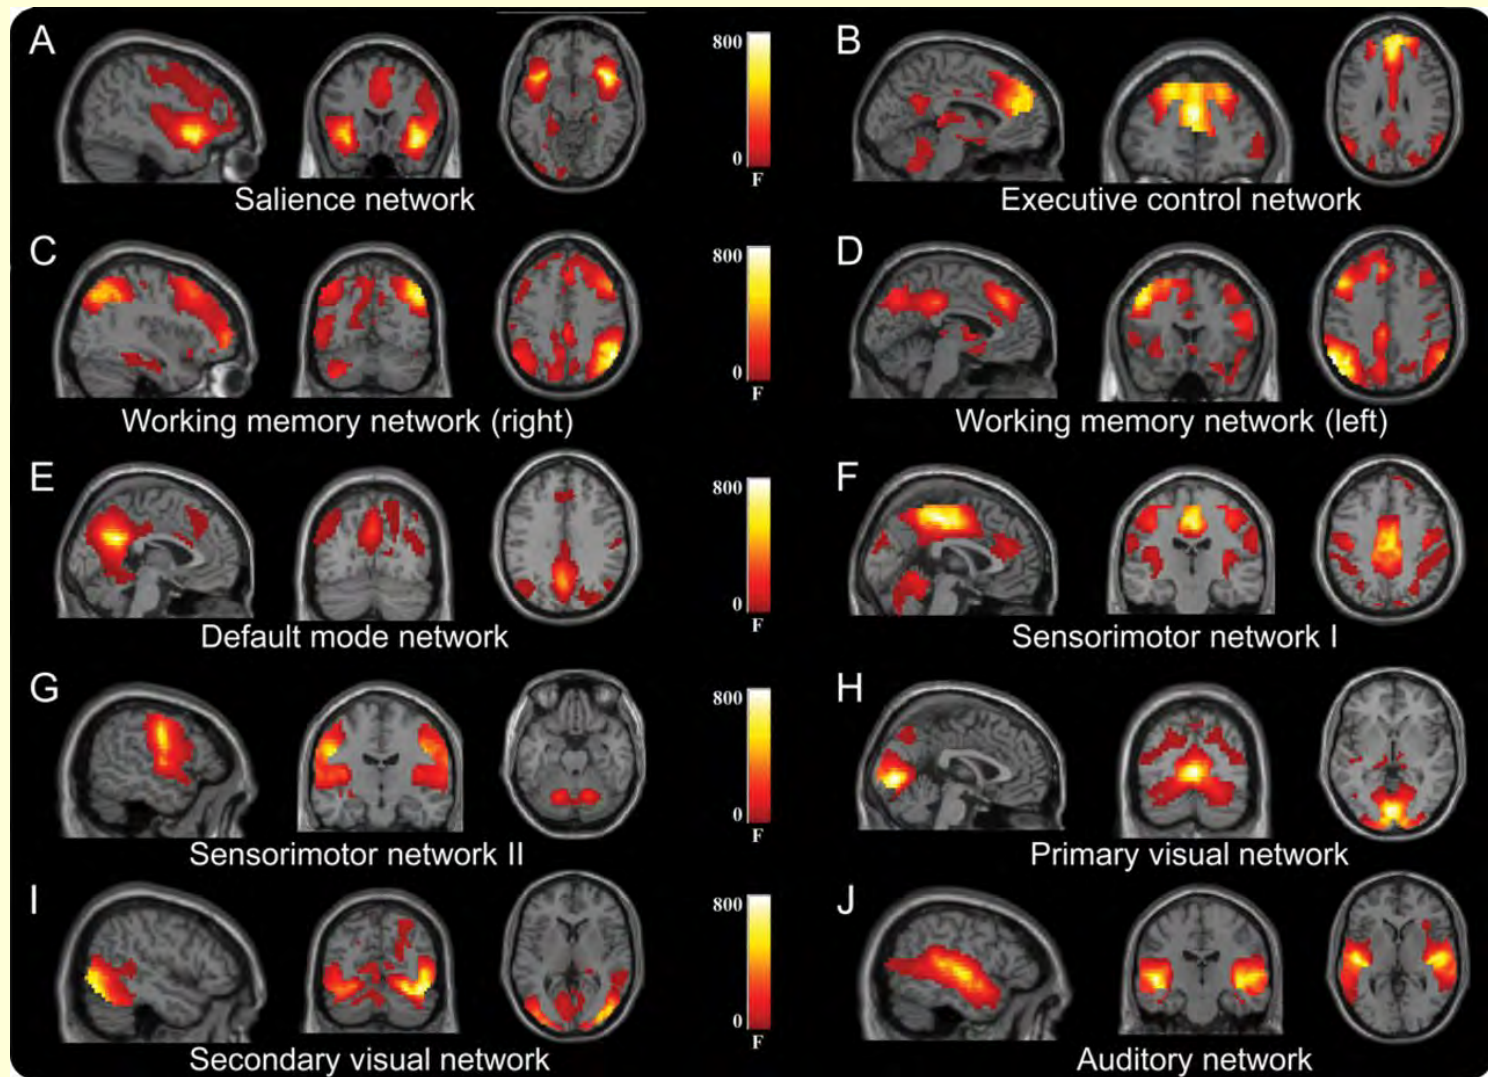 A
800
0
F
B
Salience network
Executive control network
C
800
0
F
D
Working memory network (right)
Working memory network (left)
E
800
0
F
F
Default mode network
Sensorimotor network I
G
800
0
F
H
Sensorimotor network II
Primary visual network
I
800
0
F
J
Secondary visual network
Auditory network